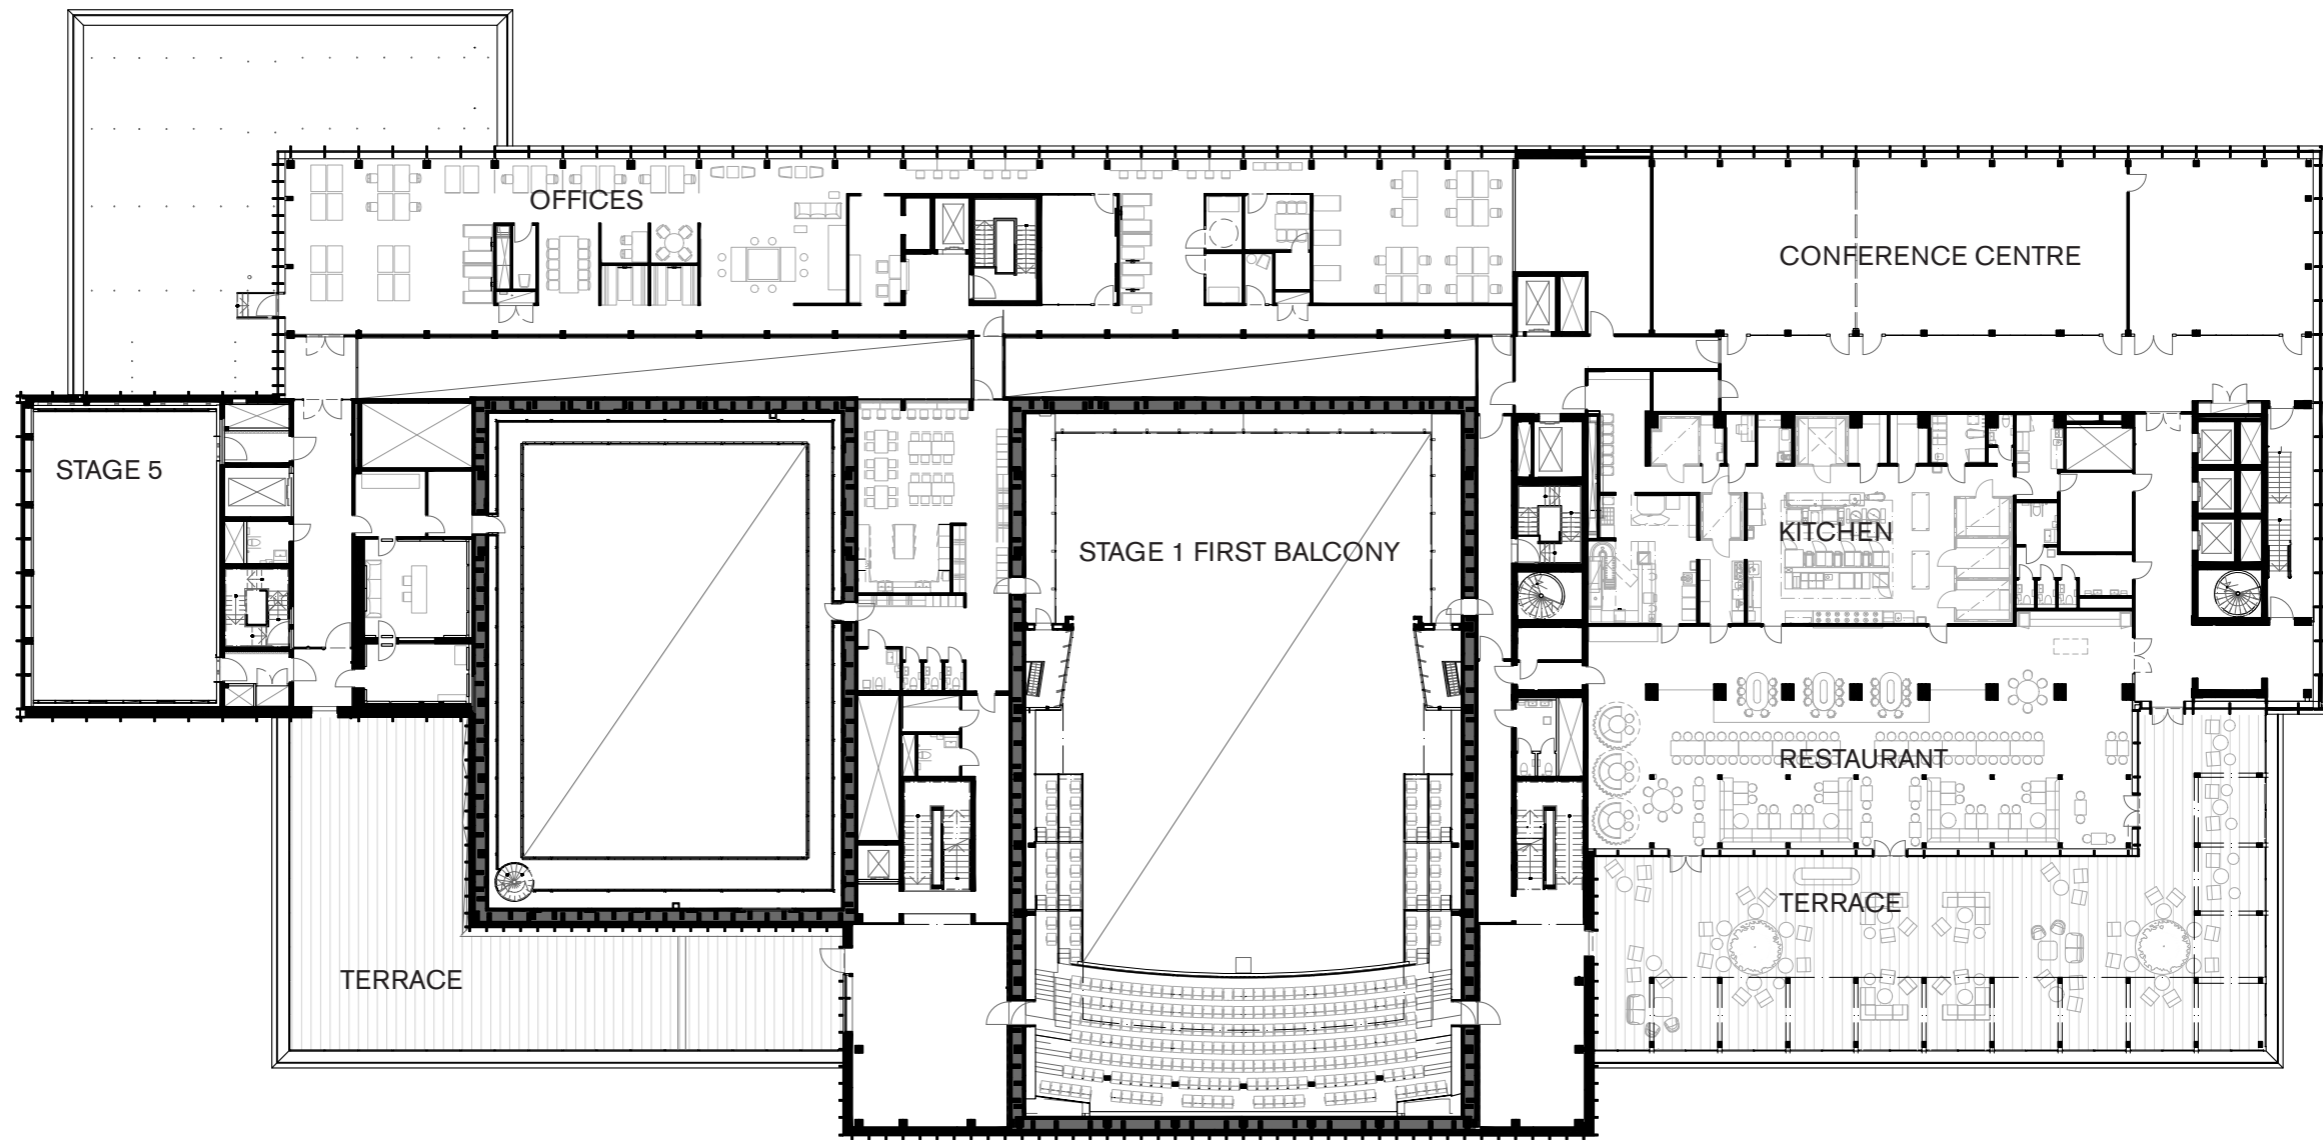 OFFICES
CONFERENCE CENTRE
STAGE 5
STAGE 1 FIRST BALCONY
KITCHEN
RESTAURANT
TERRACE
TERRACE